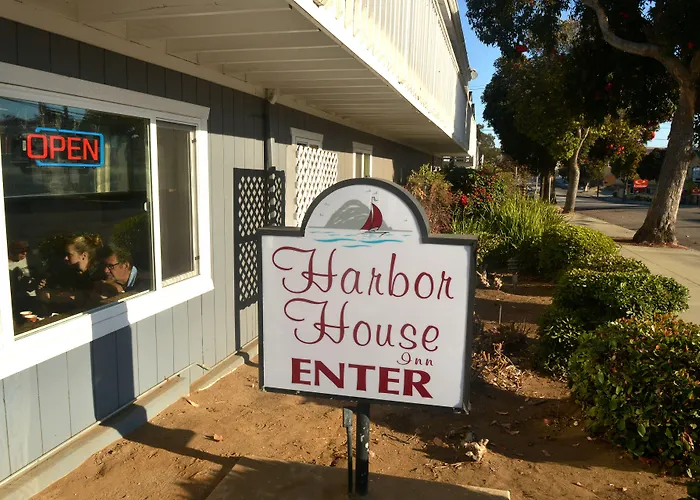 OPEN
Harbor
House
Inn
ENTER